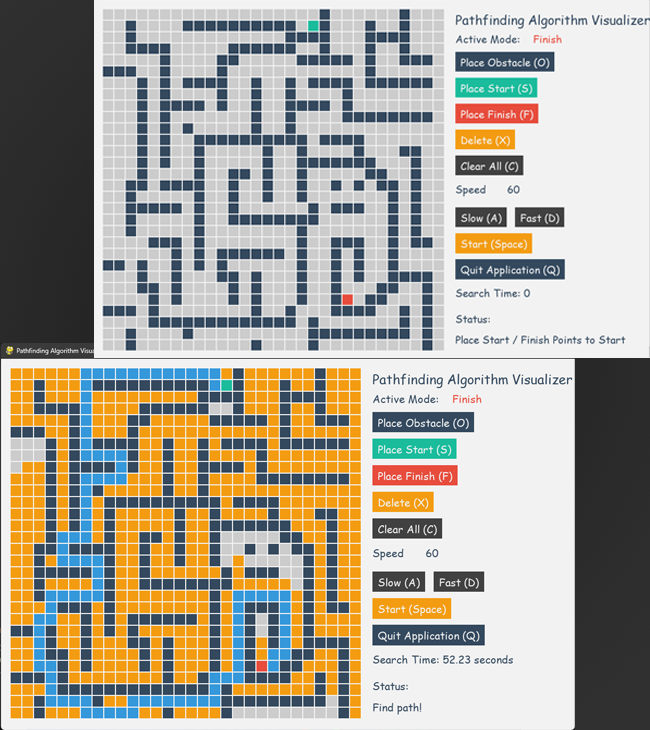 Pathfinding Algorithm Visualizer
Active Mode: Finish
Place Obstacle (O)
Place Start (S)
Place Finish (F)
Delete (X)
Clear All (C)
Speed 60
Slow (A) Fast (D)
Start (Space)
Quit Application (Q)
Search Time: 0
Status:
Place Start / Finish Points to Start
Pathfinding Algorithm Visua
Pathfinding Algorithm Visualizer
Active Mode: Finish
Place Obstacle (O)
Place Start (S)
Place Finish (F)
Delete (X)
Clear All (C)
Speed 60
Slow (A) Fast (D)
Start (Space)
Quit Application (Q)
Search Time: 52.23 seconds
Status:
Find path!